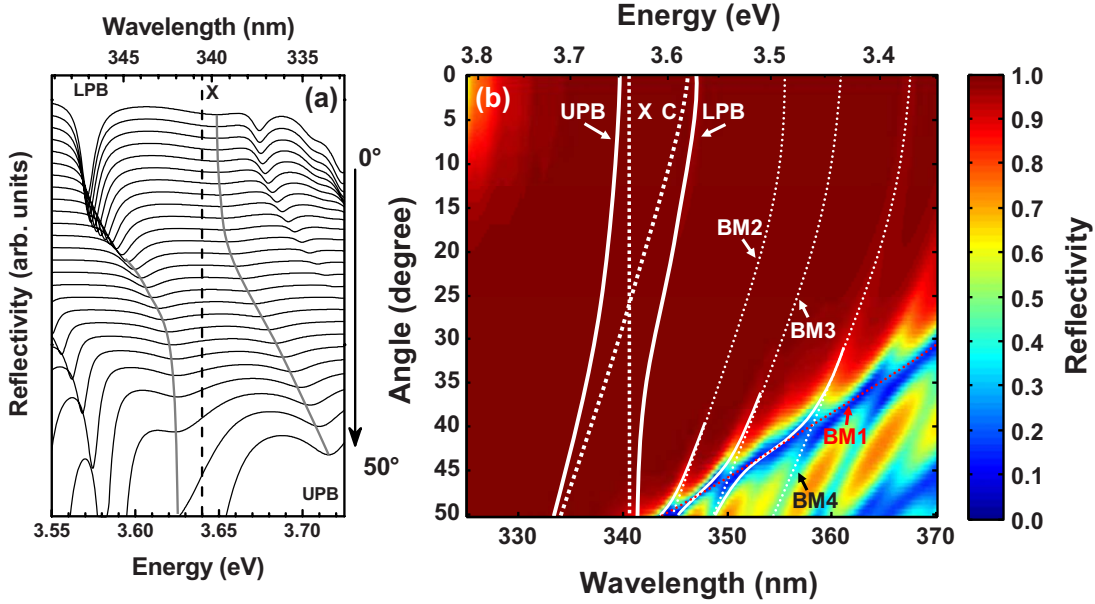 Wavelength (nm)
345 340 335
LPB
X
(a)
0°
50°
UPB
Reflectivity (arb. units)
3.55 3.60 3.65 3.70
Energy (eV)
Energy (eV)
3.8 3.7 3.6 3.5 3.4
(b)
UPB
X C
LPB
BM2
BM3
BM1
BM4
Angle (degree)
0
5
10
15
20
25
30
35
40
45
50
330 340 350 360 370
Wavelength (nm)
1.0
0.9
0.8
0.7
0.6
0.5
0.4
0.3
0.2
0.1
0.0
Reflectivity